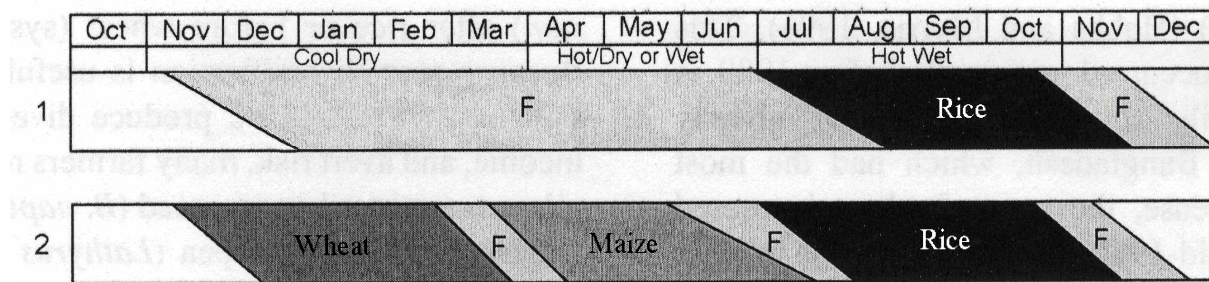 Oct Nov Dec Jan Feb Mar Apr May Jun Jul Aug Sep Oct Nov Dec
Cool Dry Hot/Dry or Wet Hot Wet
1 F Rice F
2 Wheat F Maize F Rice F